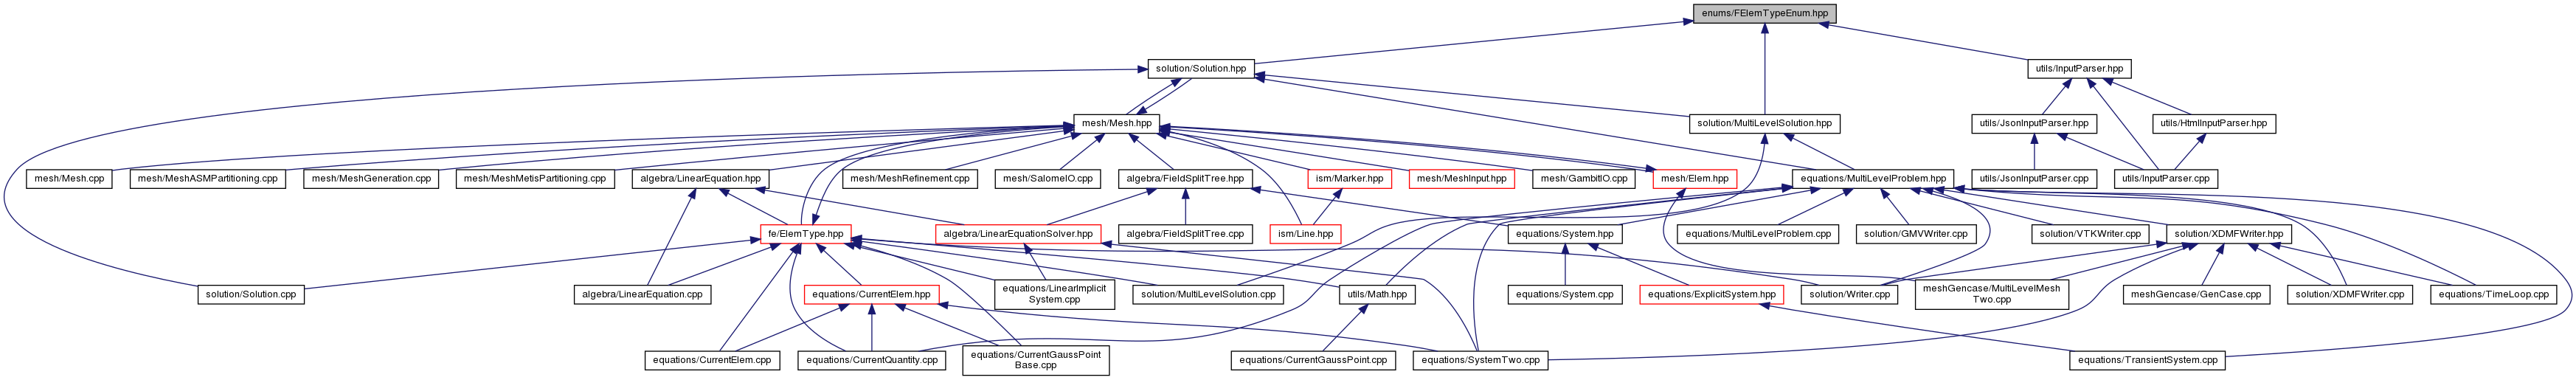 enums/FElemTypeEnum.hpp
solution/Solution.hpp
utils/InputParser.hpp
mesh/Mesh.hpp
solution/MultiLevelSolution.hpp
utils/JsonInputParser.hpp
utils/HtmlInputParser.hpp
mesh/Mesh.cpp
mesh/MeshASMPartitioning.cpp
mesh/MeshGeneration.cpp
mesh/MeshMetisPartitioning.cpp
algebra/LinearEquation.hpp
mesh/MeshRefinement.cpp
mesh/SalomeIO.cpp
algebra/FieldSplitTree.hpp
ism/Marker.hpp
mesh/MeshInput.hpp
mesh/GambitIO.cpp
mesh/Elem.hpp
equations/MultiLevelProblem.hpp
utils/JsonInputParser.cpp
utils/InputParser.cpp
fe/ElemType.hpp
algebra/LinearEquationSolver.hpp
algebra/FieldSplitTree.cpp
ism/Line.hpp
equations/System.hpp
equations/MultiLevelProblem.cpp
solution/GMVWriter.cpp
solution/VTKWriter.cpp
solution/XDMFWriter.hpp
solution/Solution.cpp
algebra/LinearEquation.cpp
equations/CurrentElem.hpp
equations/LinearImplicit
System.cpp
solution/MultiLevelSolution.cpp
utils/Math.hpp
equations/System.cpp
equations/ExplicitSystem.hpp
solution/Writer.cpp
meshGencase/MultiLevelMesh
Two.cpp
meshGencase/GenCase.cpp
solution/XDMFWriter.cpp
equations/TimeLoop.cpp
equations/CurrentElem.cpp
equations/CurrentQuantity.cpp
equations/CurrentGaussPoint
Base.cpp
equations/CurrentGaussPoint.cpp
equations/SystemTwo.cpp
equations/TransientSystem.cpp